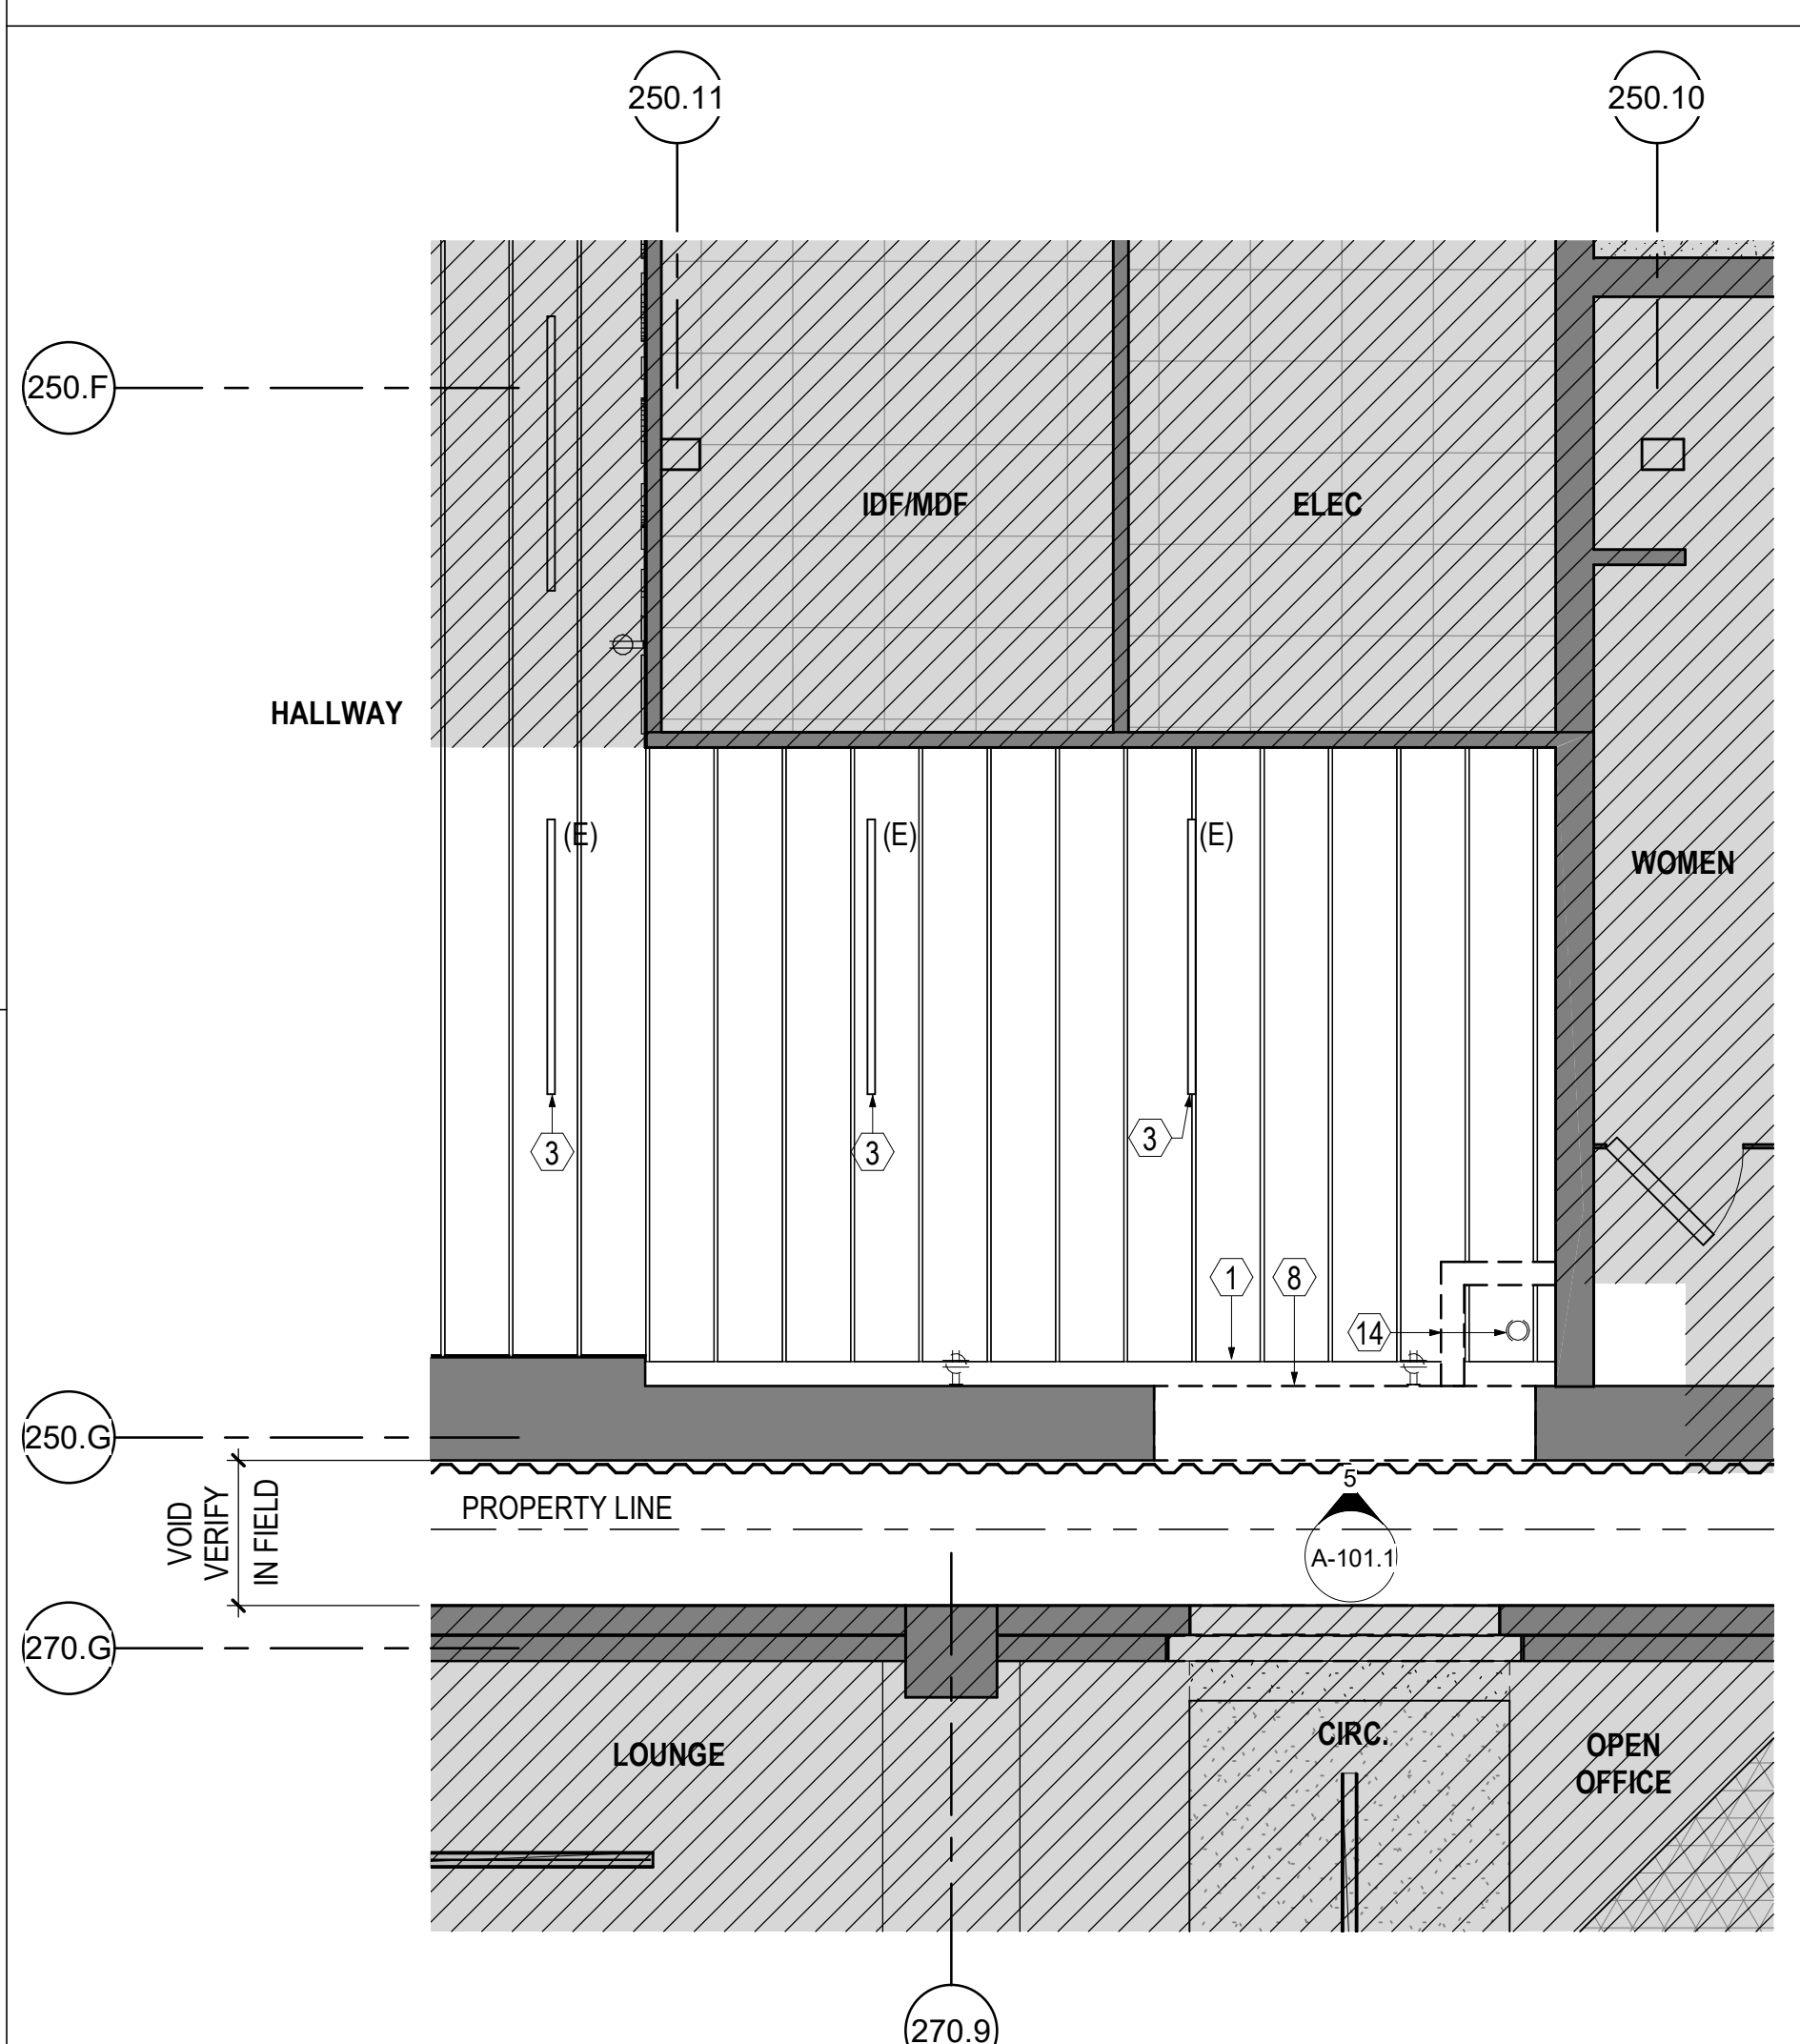 250.11
250.10
250.F
IDF/MDF
ELEC
HALLWAY
(E)
(E)
(E)
WOMEN
3
3
3
1
8
14
250.G
VOID
VERIFY
IN FIELD
PROPERTY LINE
5
A-101.1
270.G
LOUNGE
CIRC.
OPEN
OFFICE
270.9